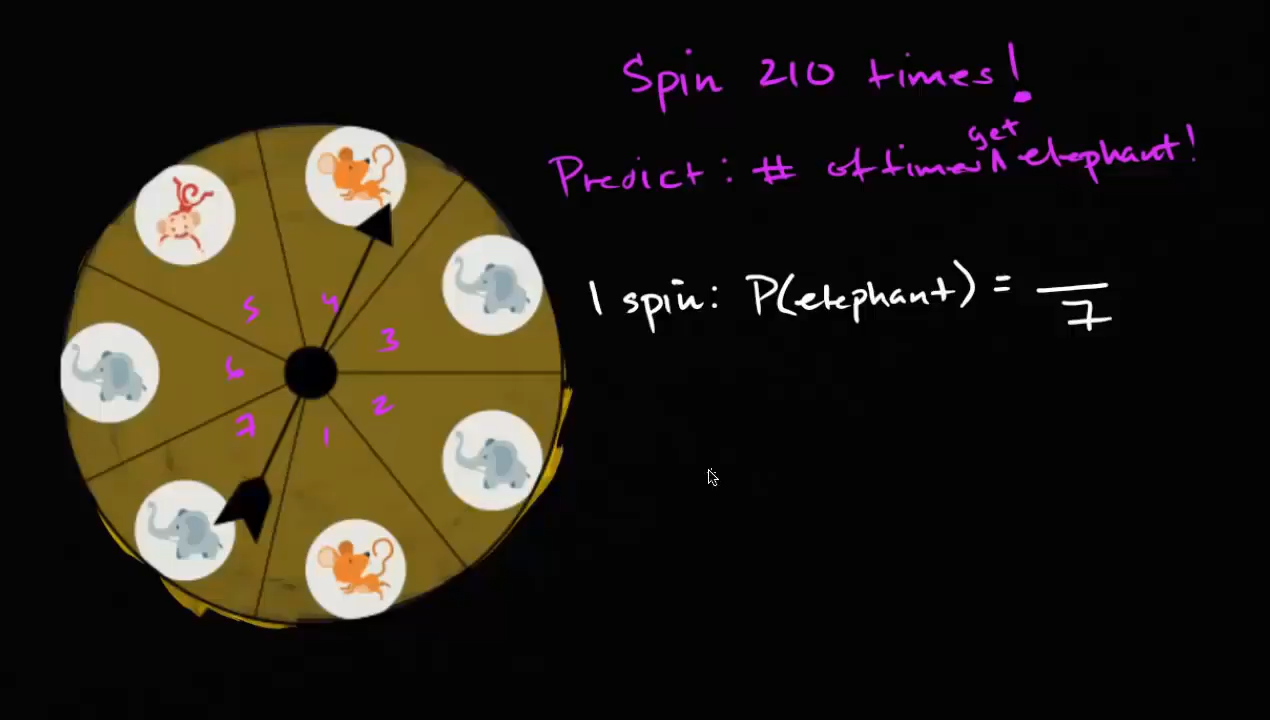 Spin 210 times!
Predict: # of times ^ get elephant!
1 spin: P(elephant) = — / 7
4
5
3
6
2
7
1